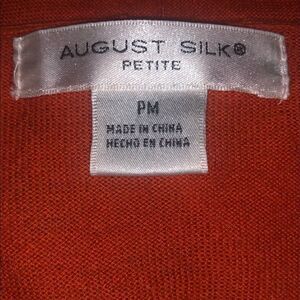 AUGUST SILK®
PETITE
PM
MADE IN CHINA
HECHO EN CHINA